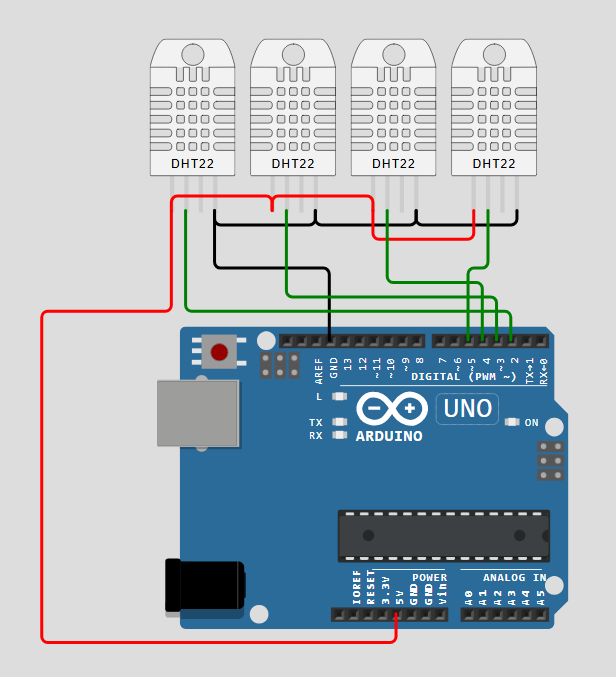 DHT22 DHT22 DHT22 DHT22
AREF GND 13 12 ~11 ~10 ~9 8 7 ~6 ~5 4 ~3 2 TX→1 RX←0
DIGITAL (PWM ~)
L
UNO
TX
ON
RX
ARDUINO
POWER
ANALOG IN
IOREF RESET 3.3V 5V GND GND Vin A0 A1 A2 A3 A4 A5